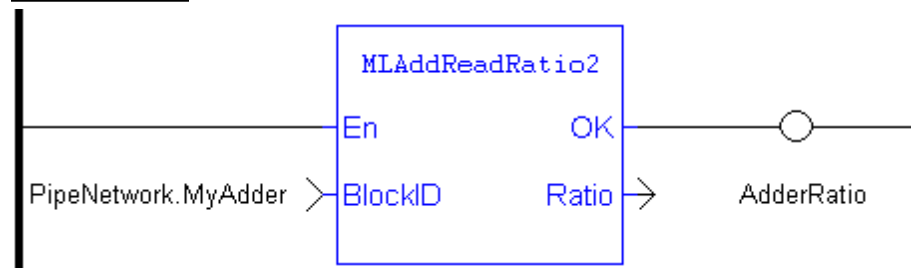 MLAddReadRatio2
En OK
PipeNetwork.MyAdder BlockID Ratio AdderRatio